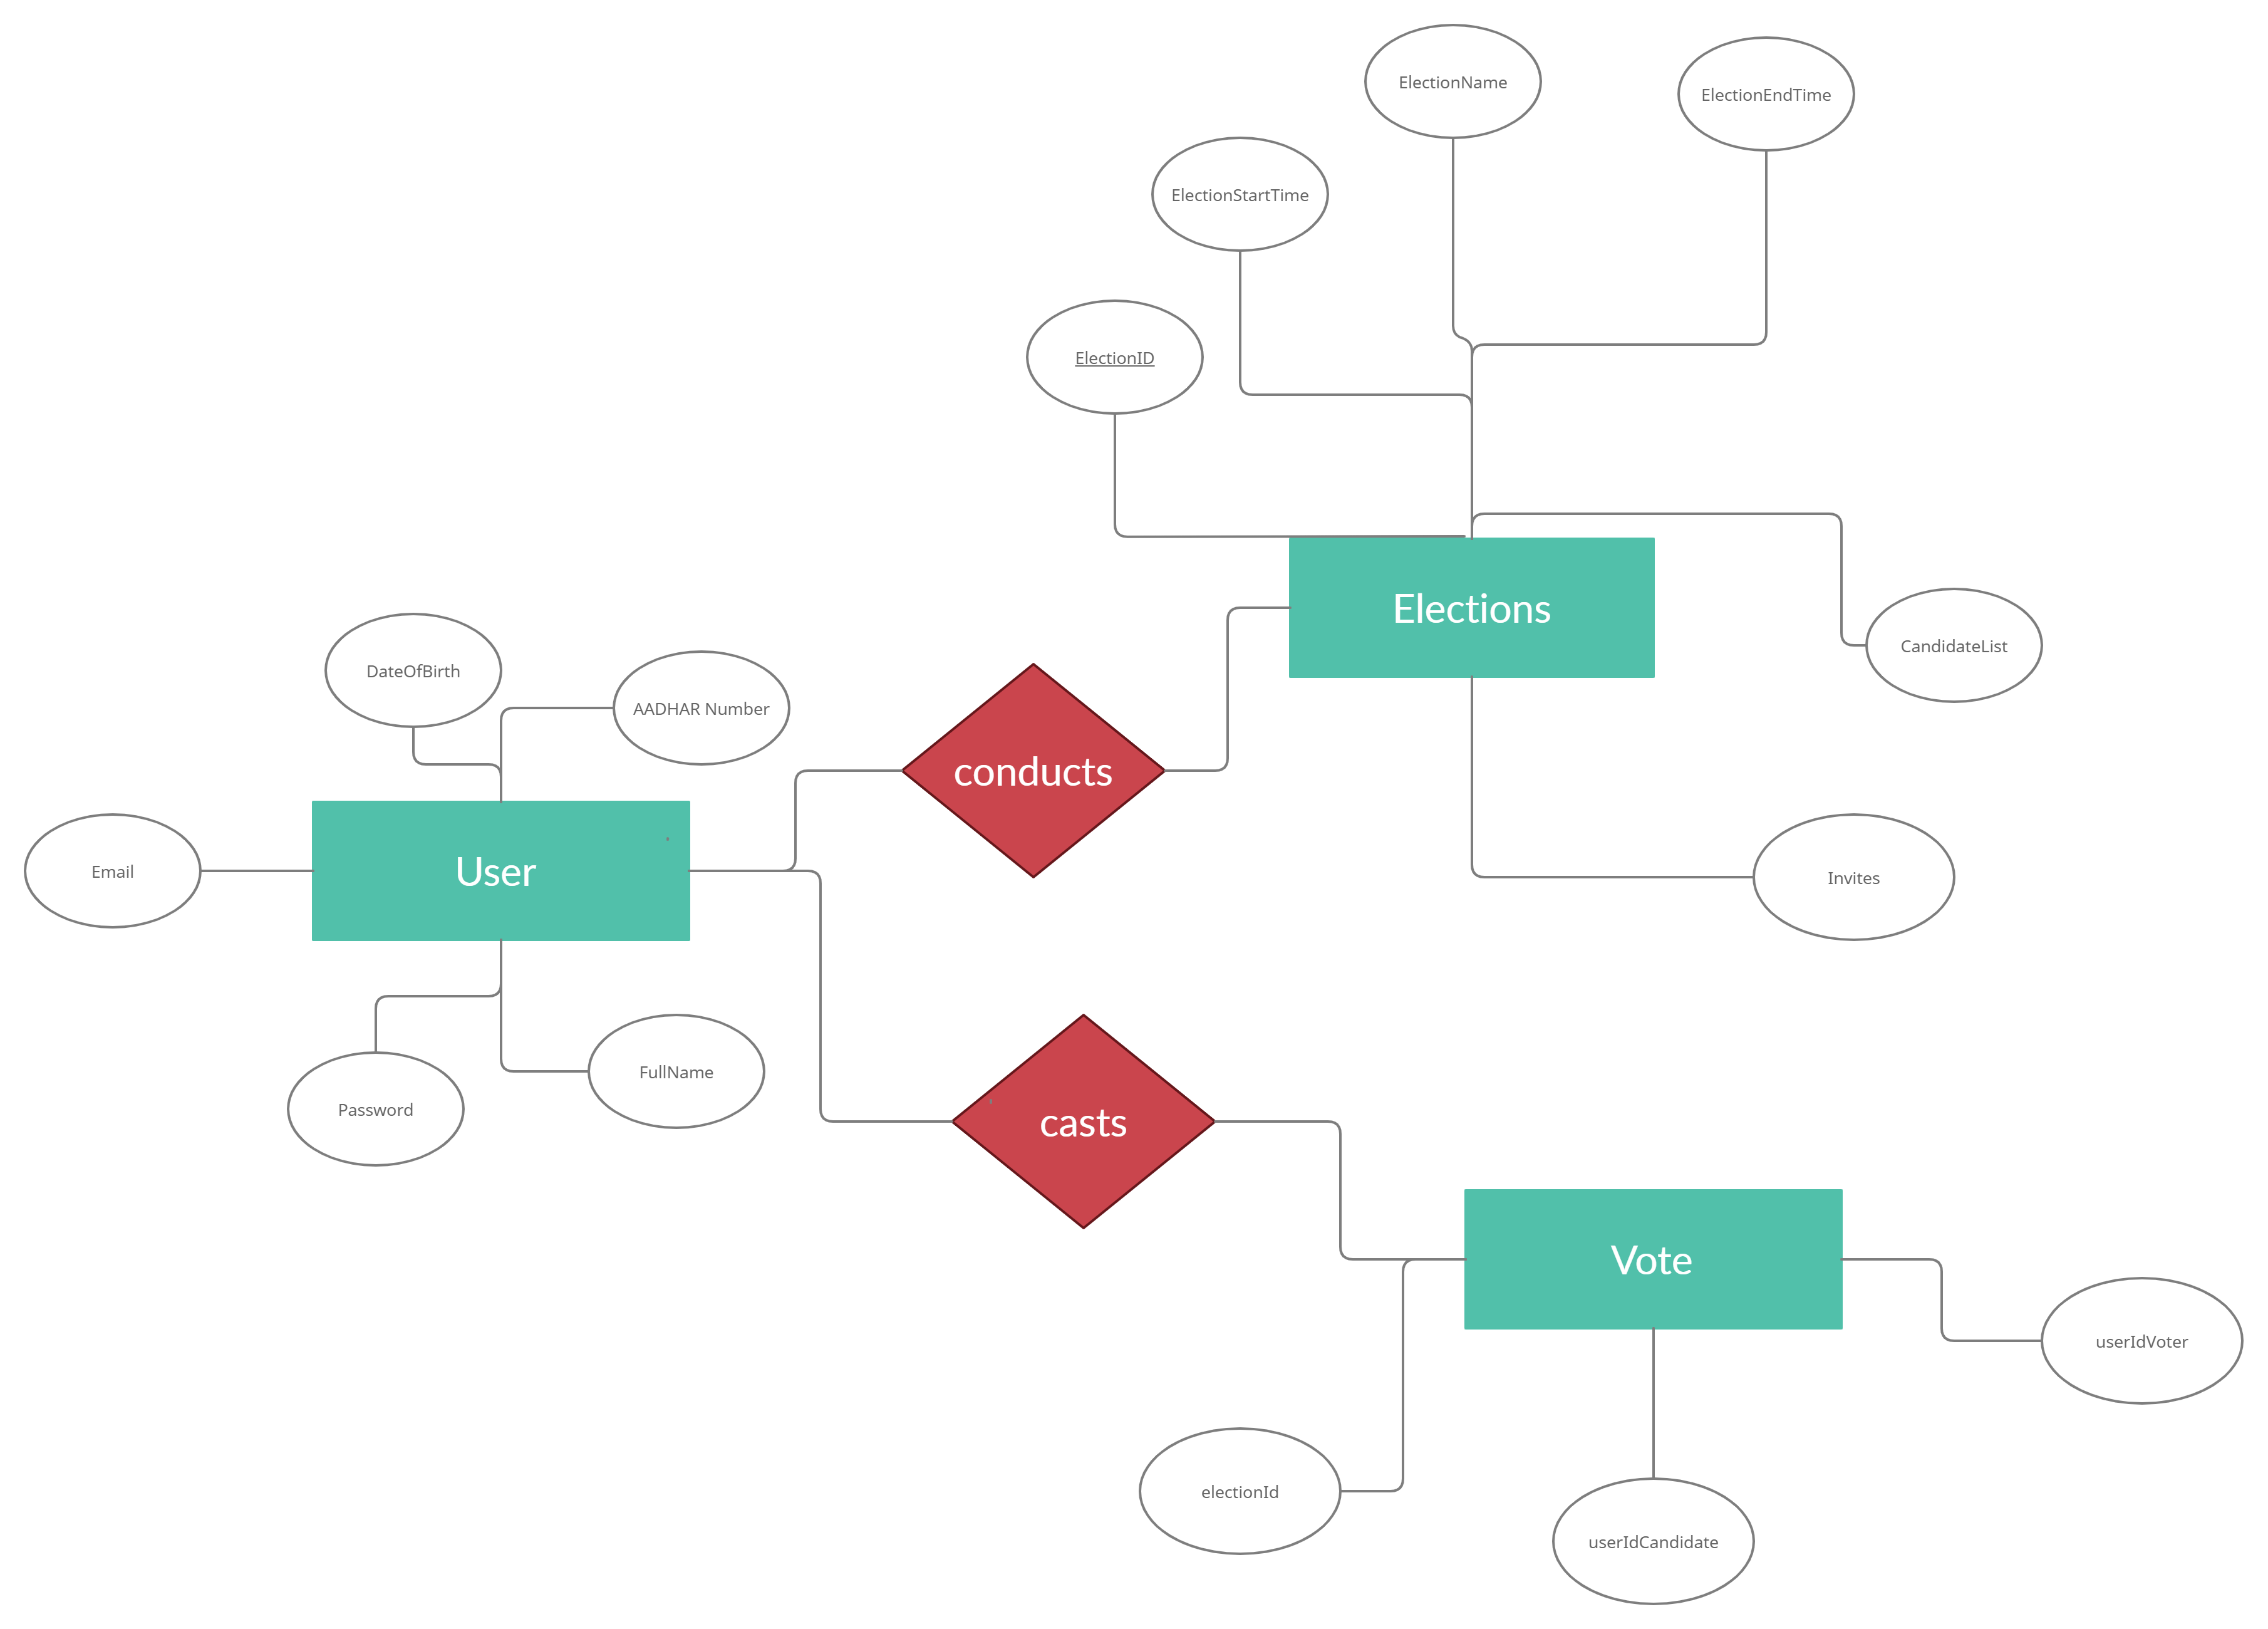 ElectionName
ElectionEndTime
ElectionStartTime
ElectionID
Elections
CandidateList
DateOfBirth
AADHAR Number
conducts
Email
User
Invites
Password
FullName
casts
Vote
userIdVoter
electionId
userIdCandidate